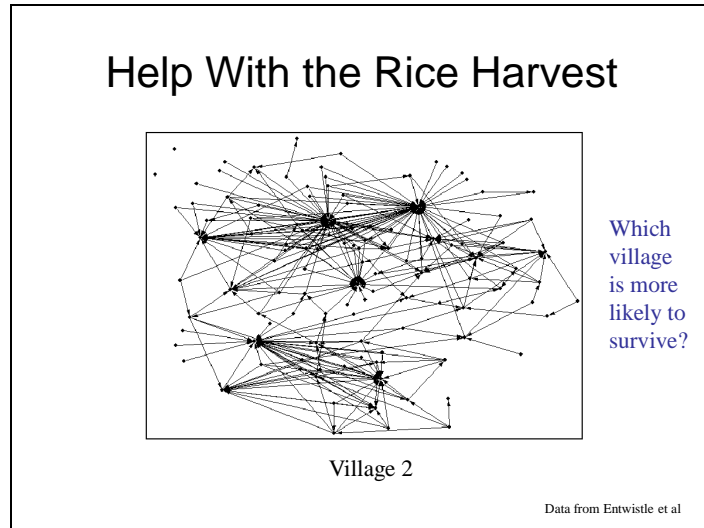 Help With the Rice Harvest
Which
village
is more
likely to
survive?
Village 2
Data from Entwistle et al